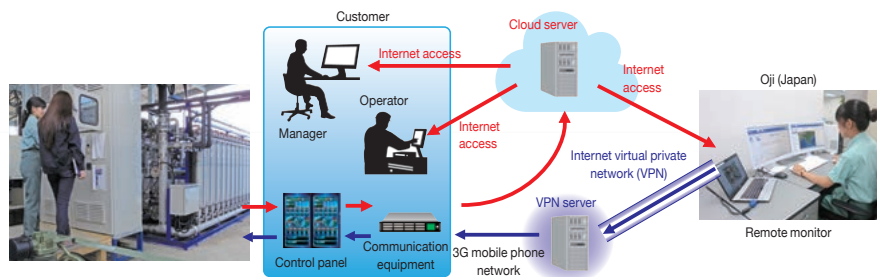 Customer
Cloud server
Internet access
Internet
access
Oji (Japan)
Manager
Operator
Internet
access
Internet virtual private
network (VPN)
VPN server
Control panel
Communication
equipment
3G mobile phone
network
Remote monitor